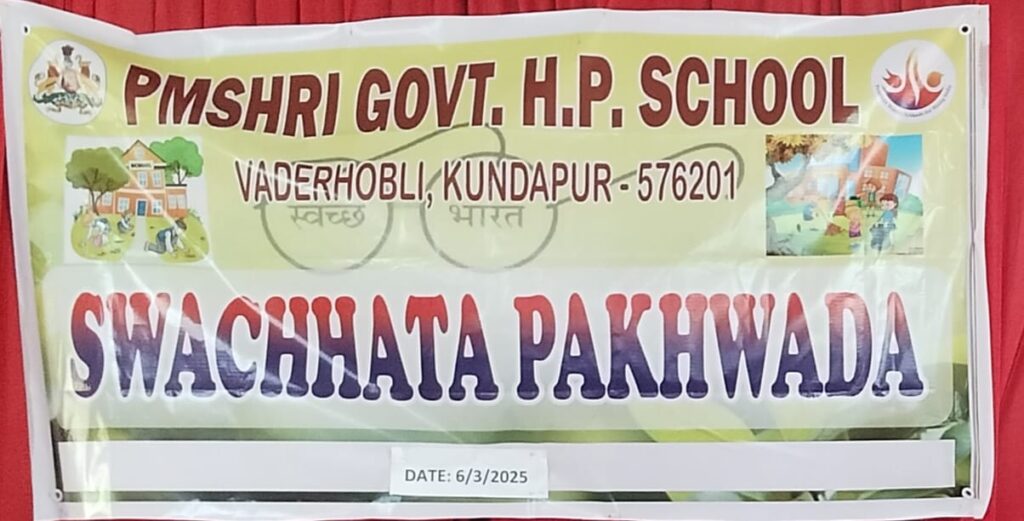 PMSHRI GOVT. H.P. SCHOOL
VADERHOBLI, KUNDAPUR - 576201
स्वच्छ भारत
SWACHHATA PAKHWADA
DATE: 6/3/2025